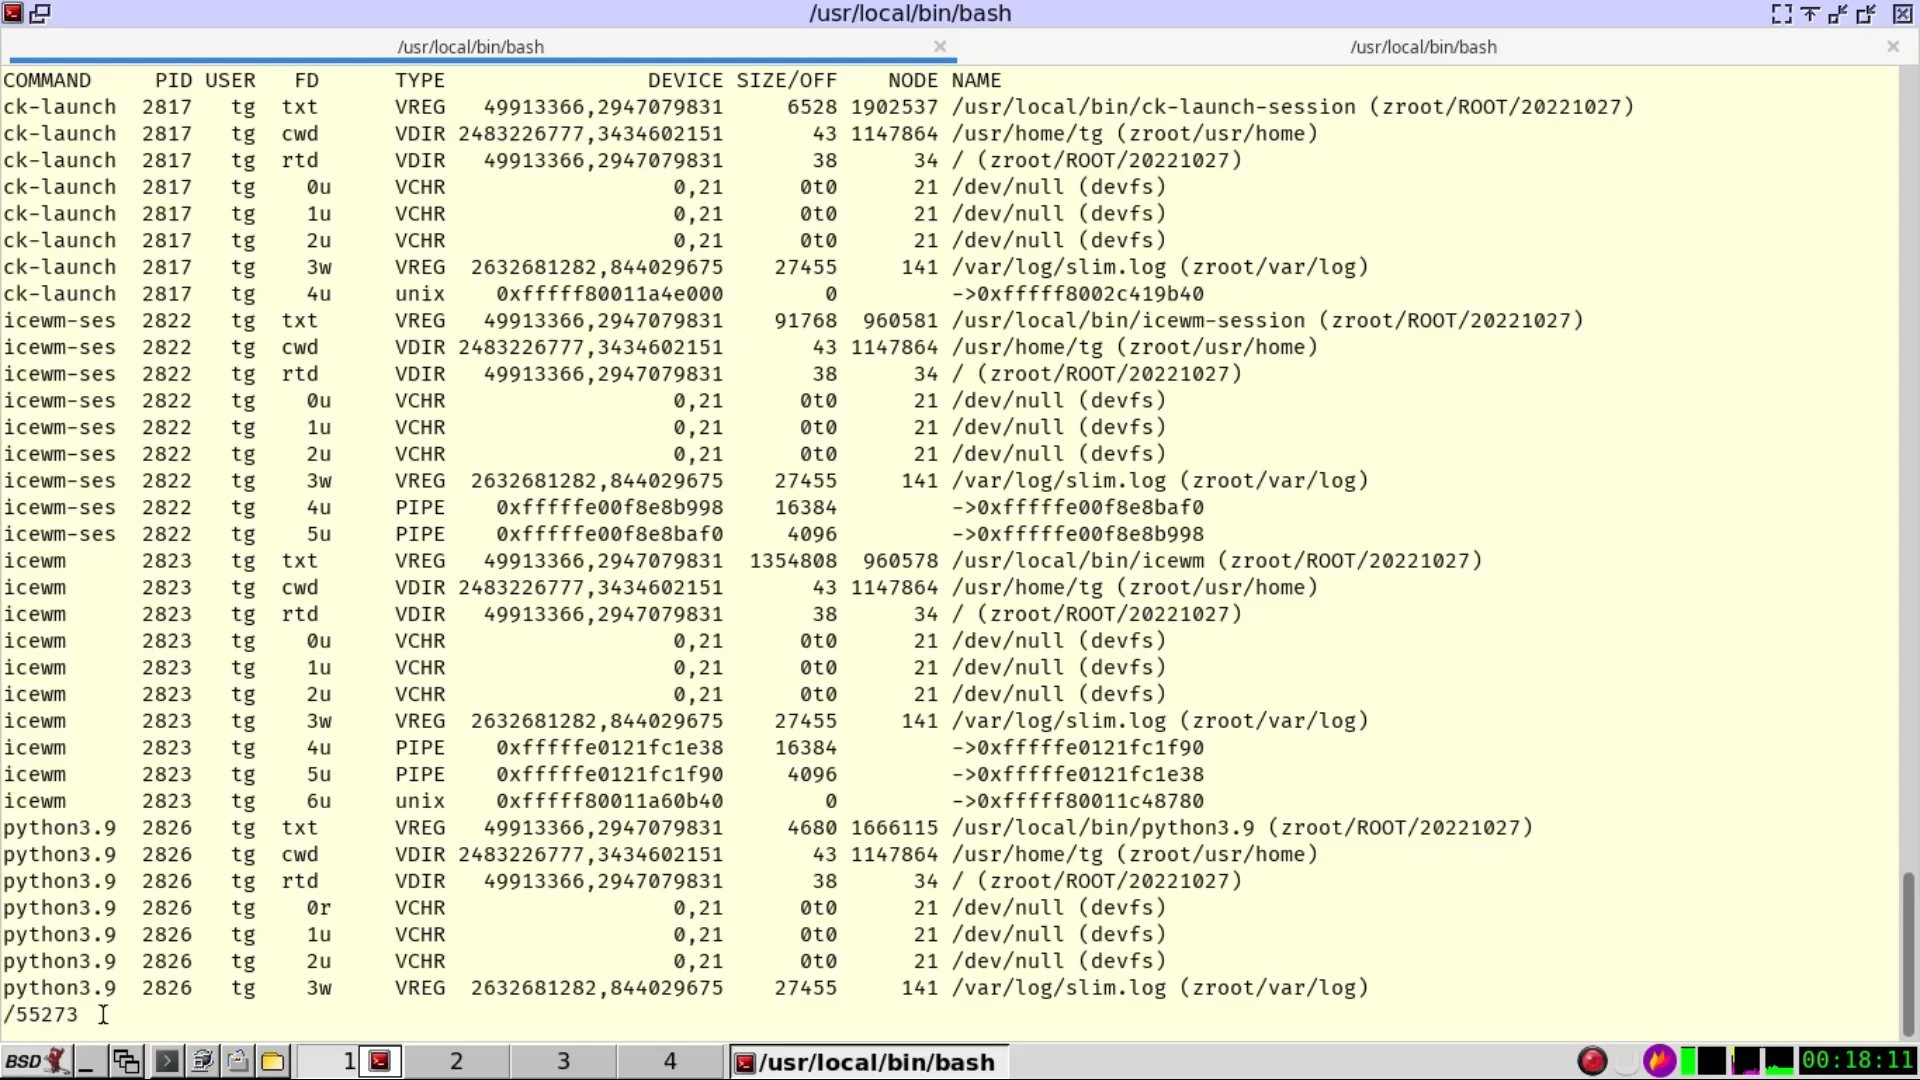 /usr/local/bin/bash
/usr/local/bin/bash /usr/local/bin/bash
COMMAND PID USER FD TYPE DEVICE SIZE/OFF NODE NAME
ck-launch 2817 tg txt VREG 49913366,2947079831 6528 1902537 /usr/local/bin/ck-launch-session (zroot/ROOT/20221027)
ck-launch 2817 tg cwd VDIR 2483226777,3434602151 43 1147864 /usr/home/tg (zroot/usr/home)
ck-launch 2817 tg rtd VDIR 49913366,2947079831 38 34 / (zroot/ROOT/20221027)
ck-launch 2817 tg 0u VCHR 0,21 0t0 21 /dev/null (devfs)
ck-launch 2817 tg 1u VCHR 0,21 0t0 21 /dev/null (devfs)
ck-launch 2817 tg 2u VCHR 0,21 0t0 21 /dev/null (devfs)
ck-launch 2817 tg 3w VREG 2632681282,844029675 27455 141 /var/log/slim.log (zroot/var/log)
ck-launch 2817 tg 4u unix 0xfffff80011a4e000 0 ->0xfffff8002c419b40
icewm-ses 2822 tg txt VREG 49913366,2947079831 91768 960581 /usr/local/bin/icewm-session (zroot/ROOT/20221027)
icewm-ses 2822 tg cwd VDIR 2483226777,3434602151 43 1147864 /usr/home/tg (zroot/usr/home)
icewm-ses 2822 tg rtd VDIR 49913366,2947079831 38 34 / (zroot/ROOT/20221027)
icewm-ses 2822 tg 0u VCHR 0,21 0t0 21 /dev/null (devfs)
icewm-ses 2822 tg 1u VCHR 0,21 0t0 21 /dev/null (devfs)
icewm-ses 2822 tg 2u VCHR 0,21 0t0 21 /dev/null (devfs)
icewm-ses 2822 tg 3w VREG 2632681282,844029675 27455 141 /var/log/slim.log (zroot/var/log)
icewm-ses 2822 tg 4u PIPE 0xfffffe00f8e8b998 16384 ->0xfffffe00f8e8baf0
icewm-ses 2822 tg 5u PIPE 0xfffffe00f8e8baf0 4096 ->0xfffffe00f8e8b998
icewm 2823 tg txt VREG 49913366,2947079831 1354808 960578 /usr/local/bin/icewm (zroot/ROOT/20221027)
icewm 2823 tg cwd VDIR 2483226777,3434602151 43 1147864 /usr/home/tg (zroot/usr/home)
icewm 2823 tg rtd VDIR 49913366,2947079831 38 34 / (zroot/ROOT/20221027)
icewm 2823 tg 0u VCHR 0,21 0t0 21 /dev/null (devfs)
icewm 2823 tg 1u VCHR 0,21 0t0 21 /dev/null (devfs)
icewm 2823 tg 2u VCHR 0,21 0t0 21 /dev/null (devfs)
icewm 2823 tg 3w VREG 2632681282,844029675 27455 141 /var/log/slim.log (zroot/var/log)
icewm 2823 tg 4u PIPE 0xfffffe0121fc1e38 16384 ->0xfffffe0121fc1f90
icewm 2823 tg 5u PIPE 0xfffffe0121fc1f90 4096 ->0xfffffe0121fc1e38
icewm 2823 tg 6u unix 0xfffff80011a60b40 0 ->0xfffff80011c48780
python3.9 2826 tg txt VREG 49913366,2947079831 4680 1666115 /usr/local/bin/python3.9 (zroot/ROOT/20221027)
python3.9 2826 tg cwd VDIR 2483226777,3434602151 43 1147864 /usr/home/tg (zroot/usr/home)
python3.9 2826 tg rtd VDIR 49913366,2947079831 38 34 / (zroot/ROOT/20221027)
python3.9 2826 tg 0r VCHR 0,21 0t0 21 /dev/null (devfs)
python3.9 2826 tg 1u VCHR 0,21 0t0 21 /dev/null (devfs)
python3.9 2826 tg 2u VCHR 0,21 0t0 21 /dev/null (devfs)
python3.9 2826 tg 3w VREG 2632681282,844029675 27455 141 /var/log/slim.log (zroot/var/log)
/55273
BSD 1 2 3 4 /usr/local/bin/bash 00:18:11